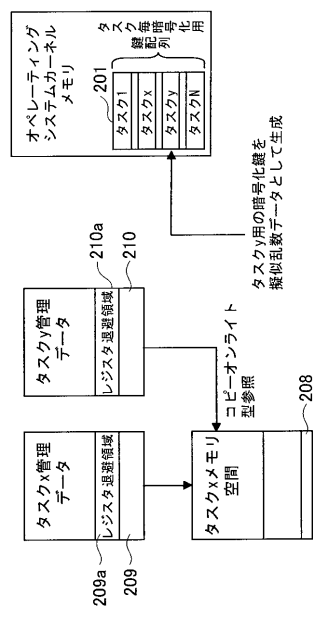 タスクx管理
データ
レジスタ退避領域
209a
209
タスクy管理
データ
レジスタ退避領域
210a
210
オペレーティング
システムカーネル
メモリ
201
タスク毎暗号化用
鍵配列
タスク1
タスクx
タスクy
タスクN
タスクxメモリ
空間
208
コピーオンライト
型参照
タスクy用の暗号化鍵を
擬似乱数データとして生成